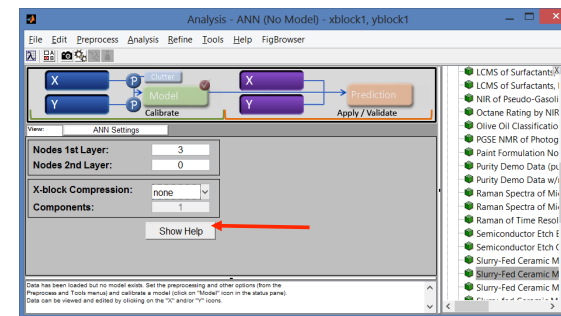 Analysis - ANN (No Model) - xblock1, yblock1
File Edit Preprocess Analysis Refine Tools Help FigBrowser
X
Y
P
P
Clutter
Model
Calibrate
X
Y
Prediction
Apply / Validate
View:
ANN Settings
Nodes 1st Layer: 3
Nodes 2nd Layer: 0
X-block Compression: none
Components: 1
Show Help
Data has been loaded but no model exists. Set the preprocessing and other options (from the
Preprocess and Tools menus) and calibrate a model (click on "Model" icon in the status pane).
Data can be viewed and edited by clicking on the "X" and/or "Y" icons.
LCMS of Surfactants
LCMS of Surfactants,
NIR of Pseudo-Gasoli
Octane Rating by NIR
Olive Oil Classificatio
PGSE NMR of Photog
Paint Formulation No
Purity Demo Data (pu
Purity Demo Data w/
Raman Spectra of Mi
Raman Spectra of Mi
Raman of Time Resol
Semiconductor Etch E
Semiconductor Etch
Slurry-Fed Ceramic M
Slurry-Fed Ceramic M
Slurry-Fed Ceramic M